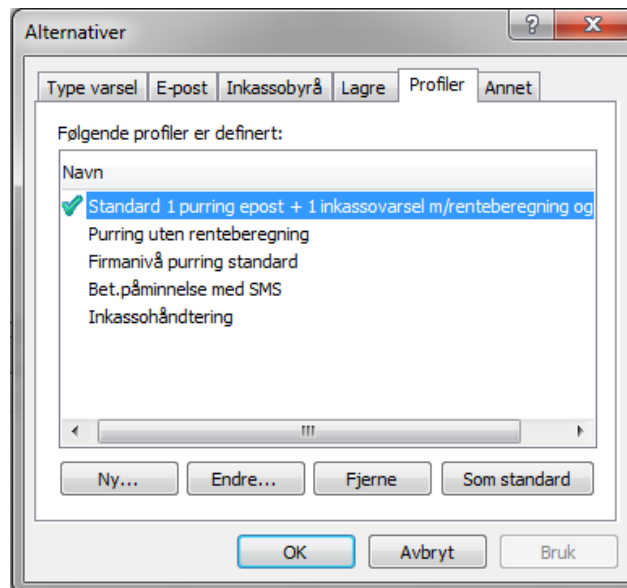 Alternativer
Type varsel E-post Inkassobyrå Lagre Profiler Annet
Følgende profiler er definert:
Navn
Standard 1 purring epost + 1 inkassovarsel m/renteberegning og
Purring uten renteberegning
Firmanivå purring standard
Bet.påminnelse med SMS
Inkassohåndtering
Ny... Endre... Fjerne Som standard
OK Avbryt Bruk